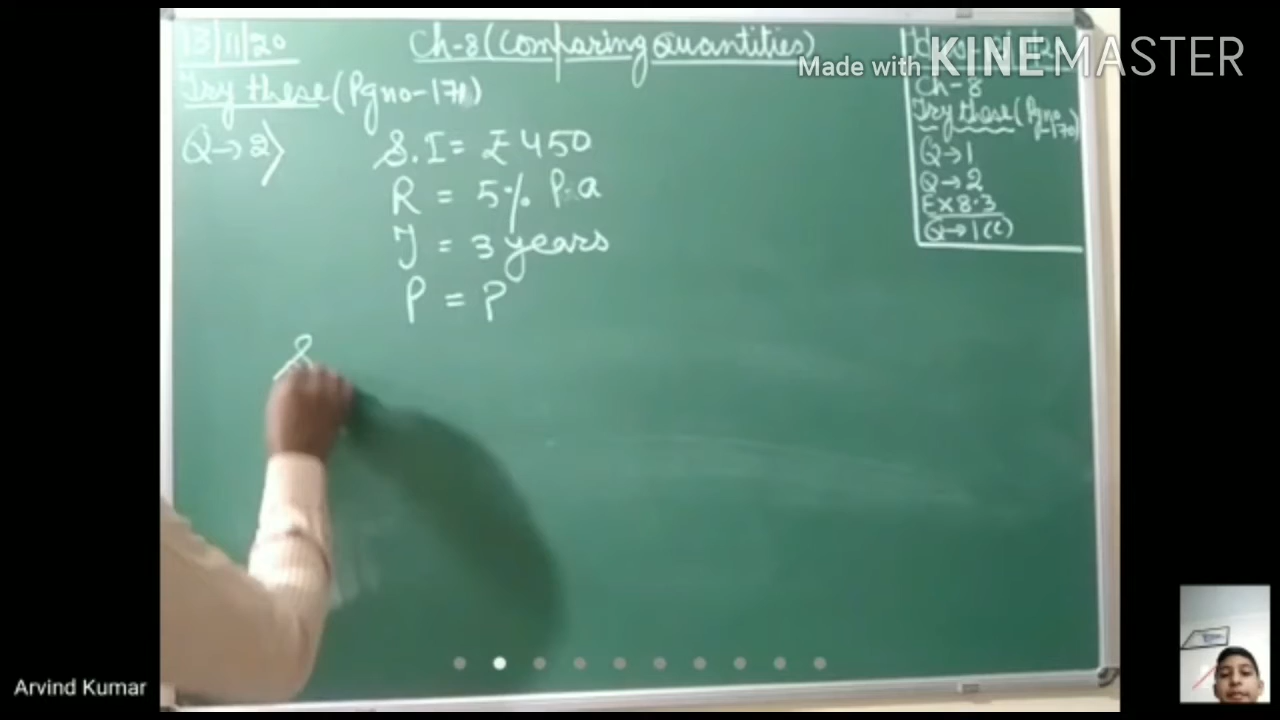 13/11/20
Ch-8 (Comparing Quantities)
Made with KINEMASTER
Try these (Pg no-171)
Q→2)
S.I = ₹450
R = 5% P.a
T = 3 years
P = ?
S
Ch-8
Try these (Pg no-170)
Q→1
Q→2
Ex 8.3
Q→1(c)
Arvind Kumar